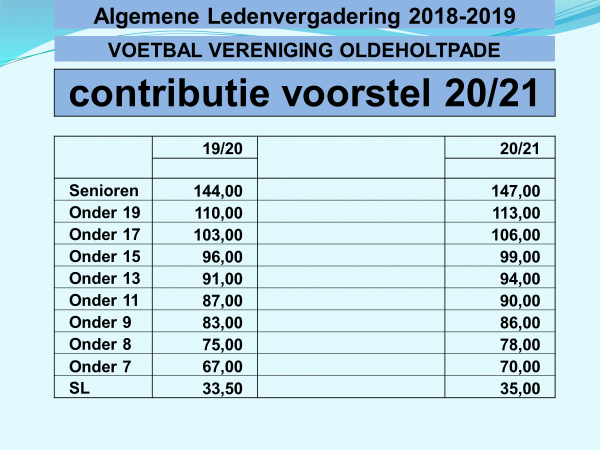 Algemene Ledenvergadering 2018-2019
VOETBAL VERENIGING OLDEHOLTPADE
contributie voorstel 20/21
19/20 20/21
Senioren 144,00 147,00
Onder 19 110,00 113,00
Onder 17 103,00 106,00
Onder 15 96,00 99,00
Onder 13 91,00 94,00
Onder 11 87,00 90,00
Onder 9 83,00 86,00
Onder 8 75,00 78,00
Onder 7 67,00 70,00
SL 33,50 35,00